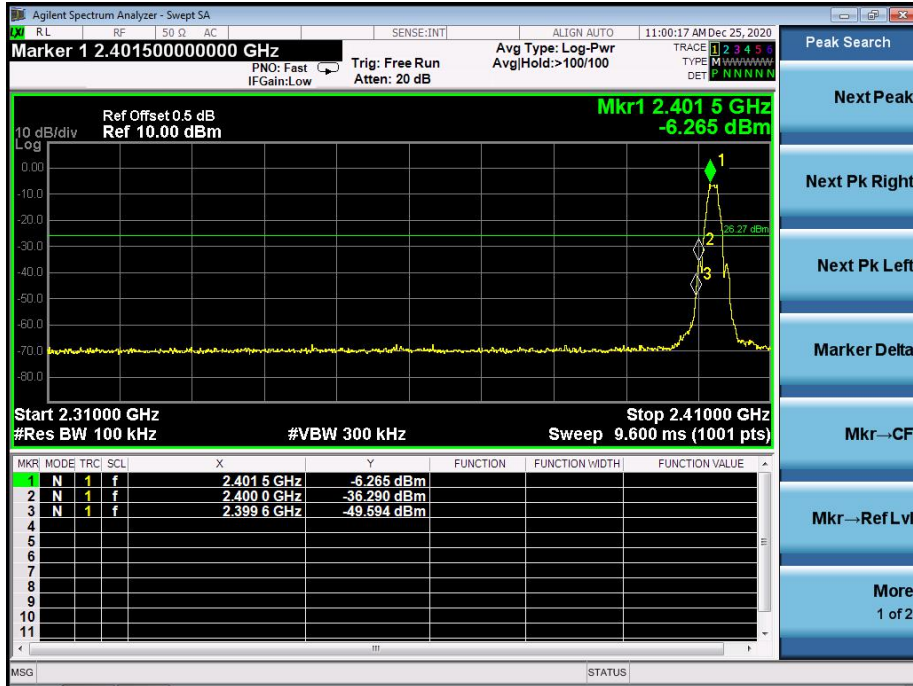 Agilent Spectrum Analyzer - Swept SA
LXI RL RF 50 Ω AC SENSE:INT ALIGN AUTO 11:00:17 AM Dec 25, 2020
Marker 1 2.401500000000 GHz
PNO: Fast
IFGain:Low
Trig: Free Run
Atten: 20 dB
Avg Type: Log-Pwr
Avg|Hold:>100/100
TRACE 1 2 3 4 5 6
TYPE M WWWWW
DET P N N N N N
Mkr1 2.401 5 GHz
-6.265 dBm
Ref Offset 0.5 dB
10 dB/div Ref 10.00 dBm
Log
0.00
-10.0
-20.0
-30.0
-40.0
-50.0
-60.0
-70.0
-80.0
1
26.27 dBm
2
3
Start 2.31000 GHz Stop 2.41000 GHz
#Res BW 100 kHz #VBW 300 kHz Sweep 9.600 ms (1001 pts)
MKR MODE TRC SCL X Y FUNCTION FUNCTION WIDTH FUNCTION VALUE
1 N 1 f 2.401 5 GHz -6.265 dBm
2 N 1 f 2.400 0 GHz -36.290 dBm
3 N 1 f 2.399 6 GHz -49.594 dBm
4
5
6
7
8
9
10
11
MSG STATUS
Peak Search
Next Peak
Next Pk Right
Next Pk Left
Marker Delta
Mkr→CF
Mkr→Ref Lvl
More
1 of 2